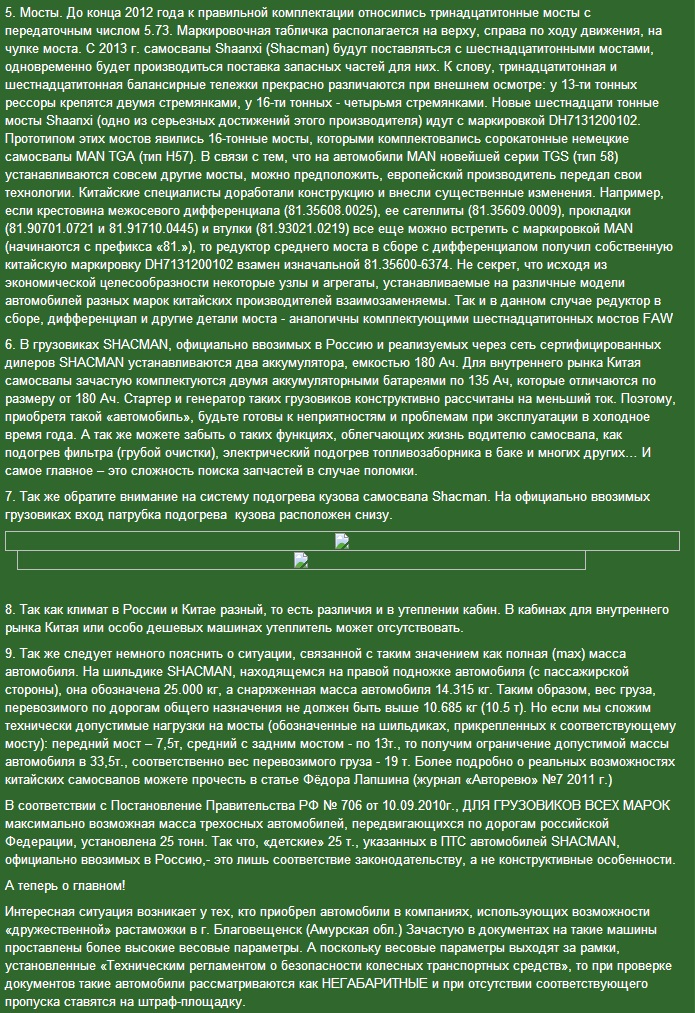 5. Мосты. До конца 2012 года к правильной комплектации относились тринадцатитонные мосты с
передаточным числом 5.73. Маркировочная табличка располагается на верху, справа по ходу движения, на
чулке моста. С 2013 г. самосвалы Shaanxi (Shacman) будут поставляться с шестнадцатитонными мостами,
одновременно будет производиться поставка запасных частей для них. К слову, тринадцатитонная и
шестнадцатитонная балансирные тележки прекрасно различаются при внешнем осмотре: у 13-ти тонных
рессоры крепятся двумя стремянками, у 16-ти тонных - четырьмя стремянками. Новые шестнадцати тонные
мосты Shaanxi (одно из серьезных достижений этого производителя) идут с маркировкой DH7131200102.
Прототипом этих мостов явились 16-тонные мосты, которыми комплектовались сорокатонные немецкие
самосвалы MAN TGA (тип H57). В связи с тем, что на автомобили MAN новейшей серии TGS (тип 58)
устанавливаются совсем другие мосты, можно предположить, европейский производитель передал свои
технологии. Китайские специалисты доработали конструкцию и внесли существенные изменения. Например,
если крестовина межосевого дифференциала (81.35608.0025), ее сателлиты (81.35609.0009), прокладки
(81.90701.0721 и 81.91710.0445) и втулки (81.93021.0219) все еще можно встретить с маркировкой MAN
(начинаются с префикса «81.»), то редуктор среднего моста в сборе с дифференциалом получил собственную
китайскую маркировку DH7131200102 взамен изначальной 81.35600-6374. Не секрет, что исходя из
экономической целесообразности некоторые узлы и агрегаты, устанавливаемые на различные модели
автомобилей разных марок китайских производителей взаимозаменяемы. Так и в данном случае редуктор в
сборе, дифференциал и другие детали моста - аналогичны комплектующими шестнадцатитонных мостов FAW
6. В грузовиках SHACMAN, официально ввозимых в Россию и реализуемых через сеть сертифицированных
дилеров SHACMAN устанавливаются два аккумулятора, емкостью 180 Ач. Для внутреннего рынка Китая
самосвалы зачастую комплектуются двумя аккумуляторными батареями по 135 Ач, которые отличаются по
размеру от 180 Ач. Стартер и генератор таких грузовиков конструктивно рассчитаны на меньший ток. Поэтому,
приобретя такой «автомобиль», будьте готовы к неприятностям и проблемам при эксплуатации в холодное
время года. А так же можете забыть о таких функциях, облегчающих жизнь водителю самосвала, как
подогрев фильтра (грубой очистки), электрический подогрев топливозаборника в баке и многих других... И
самое главное – это сложность поиска запчастей в случае поломки.
7. Так же обратите внимание на систему подогрева кузова самосвала Shacman. На официально ввозимых
грузовиках вход патрубка подогрева кузова расположен снизу.
8. Так как климат в России и Китае разный, то есть различия и в утеплении кабин. В кабинах для внутреннего
рынка Китая или особо дешевых машинах утеплитель может отсутствовать.
9. Так же следует немного пояснить о ситуации, связанной с таким значением как полная (max) масса
автомобиля. На шильдике SHACMAN, находящемся на правой подножке автомобиля (с пассажирской
стороны), она обозначена 25.000 кг, а снаряженная масса автомобиля 14.315 кг. Таким образом, вес груза,
перевозимого по дорогам общего назначения не должен быть выше 10.685 кг (10.5 т). Но если мы сложим
технически допустимые нагрузки на мосты (обозначенные на шильдиках, прикрепленных к соответствующему
мосту): передний мост – 7,5т, средний с задним мостом - по 13т., то получим ограничение допустимой массы
автомобиля в 33,5т., соответственно вес перевозимого груза - 19 т. Более подробно о реальных возможностях
китайских самосвалов можете прочесть в статье Фёдора Лапшина (журнал «Авторевю» №7 2011 г.)
В соответствии с Постановление Правительства РФ № 706 от 10.09.2010г., ДЛЯ ГРУЗОВИКОВ ВСЕХ МАРОК
максимально возможная масса трехосных автомобилей, передвигающихся по дорогам российской
Федерации, установлена 25 тонн. Так что, «детские» 25 т., указанных в ПТС автомобилей SHACMAN,
официально ввозимых в Россию,- это лишь соответствие законодательству, а не конструктивные особенности.
А теперь о главном!
Интересная ситуация возникает у тех, кто приобрел автомобили в компаниях, использующих возможности
«дружественной» растаможки в г. Благовещенск (Амурская обл.) Зачастую в документах на такие машины
проставлены более высокие весовые параметры. А поскольку весовые параметры выходят за рамки,
установленные «Техническим регламентом о безопасности колесных транспортных средств», то при проверке
документов такие автомобили рассматриваются как НЕГАБАРИТНЫЕ и при отсутствии соответствующего
пропуска ставятся на штраф-площадку.